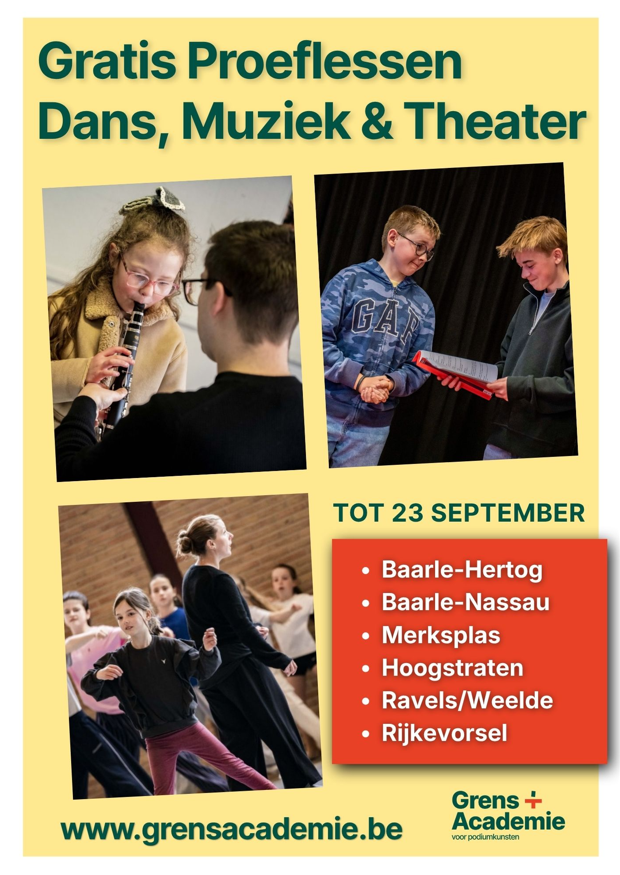 Gratis Proeflessen
Dans, Muziek & Theater
GAP
TOT 23 SEPTEMBER
• Baarle-Hertog
• Baarle-Nassau
• Merksplas
• Hoogstraten
• Ravels/Weelde
• Rijkevorsel
www.grensacademie.be
Grens
Academie
voor podiumkunsten